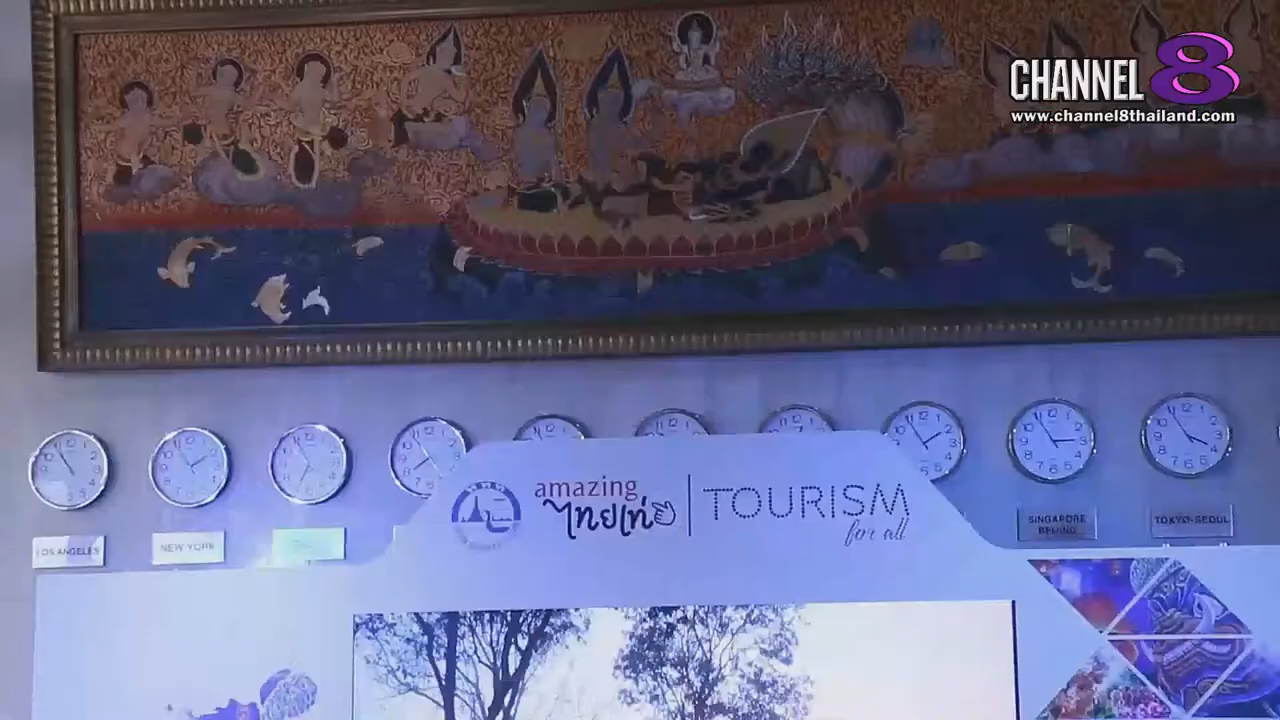 CHANNEL 8
www.channel8thailand.com
amazing
ไทยเท่
TOURISM
for all
LOS ANGELES
NEW YORK
SINGAPORE
BEIJING
TOKYO-SEOUL